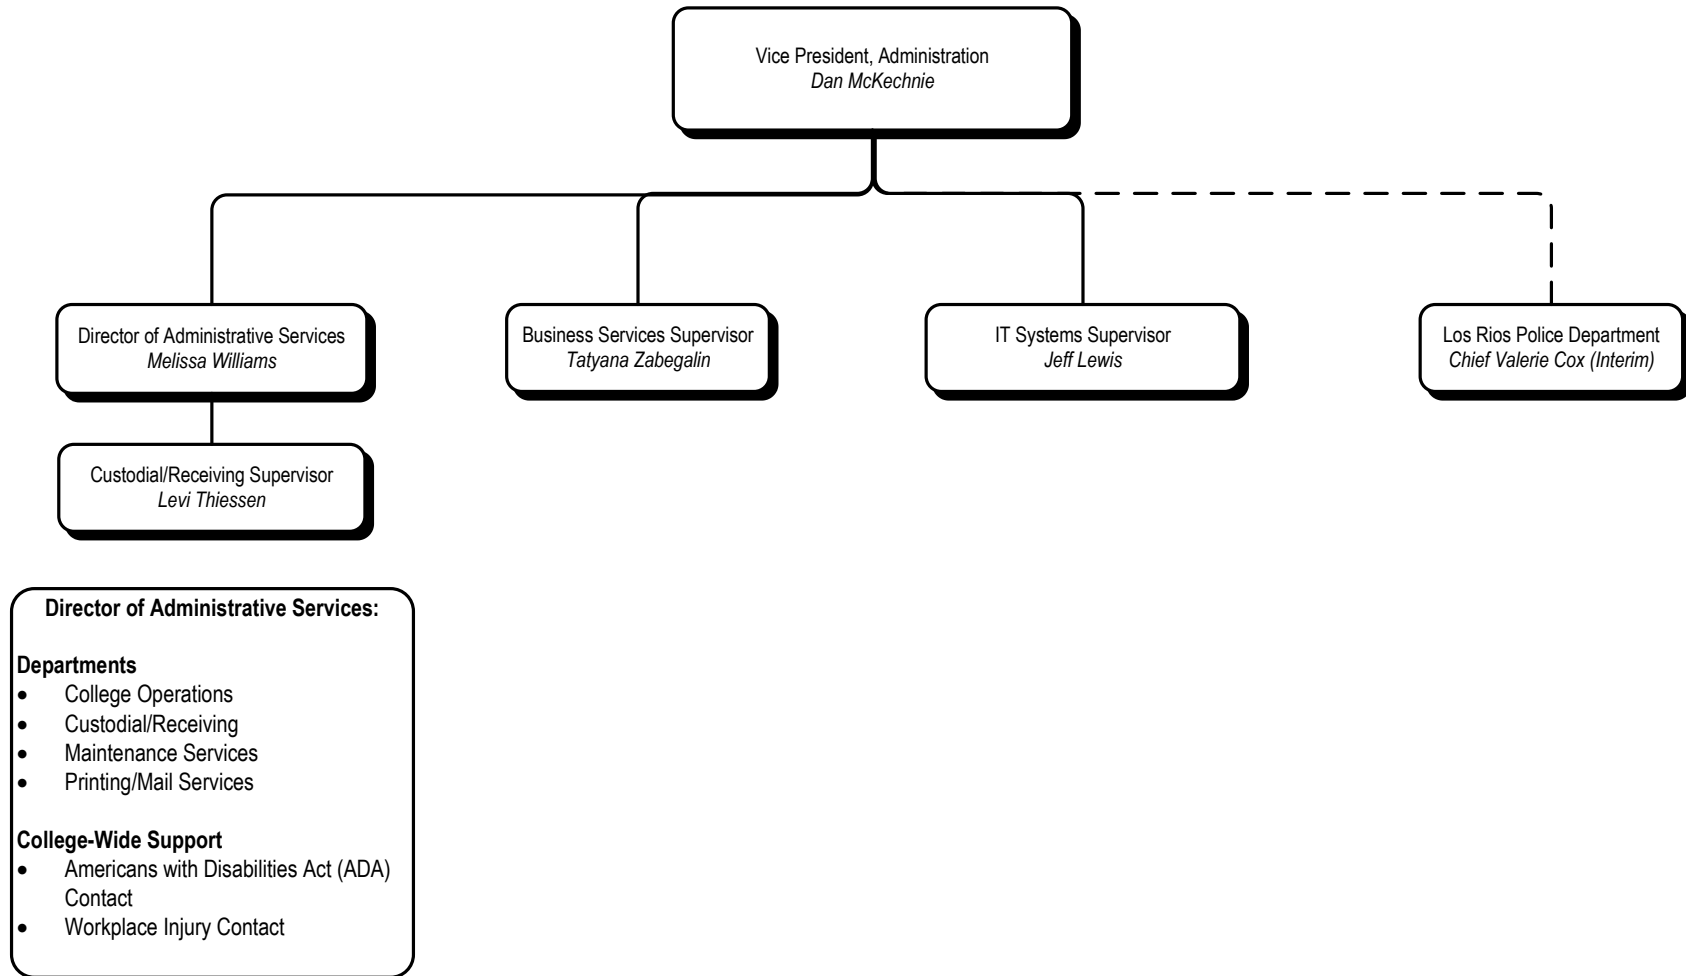 Vice President, Administration
Dan McKechnie
Director of Administrative Services
Melissa Williams
Business Services Supervisor
Tatyana Zabegalin
IT Systems Supervisor
Jeff Lewis
Los Rios Police Department
Chief Valerie Cox (Interim)
Custodial/Receiving Supervisor
Levi Thiessen
Director of Administrative Services:
Departments
• College Operations
• Custodial/Receiving
• Maintenance Services
• Printing/Mail Services
College-Wide Support
• Americans with Disabilities Act (ADA)
Contact
• Workplace Injury Contact